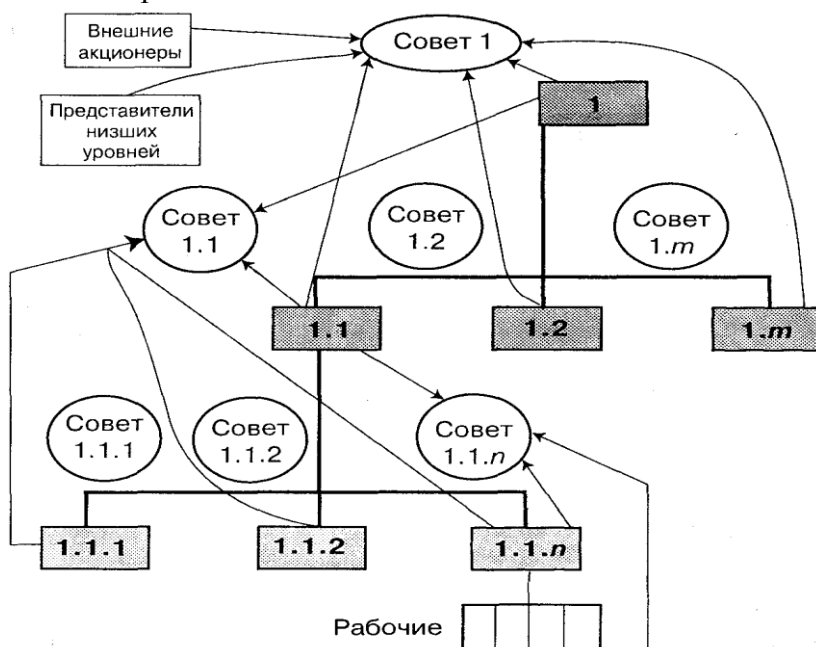 Внешние
акционеры
Совет 1
Представители
низших
уровней
1
Совет
1.1
Совет
1.2
Совет
1.m
1.1
1.2
1.m
Совет
1.1.1
Совет
1.1.2
Совет
1.1.n
1.1.1
1.1.2
1.1.n
Рабочие